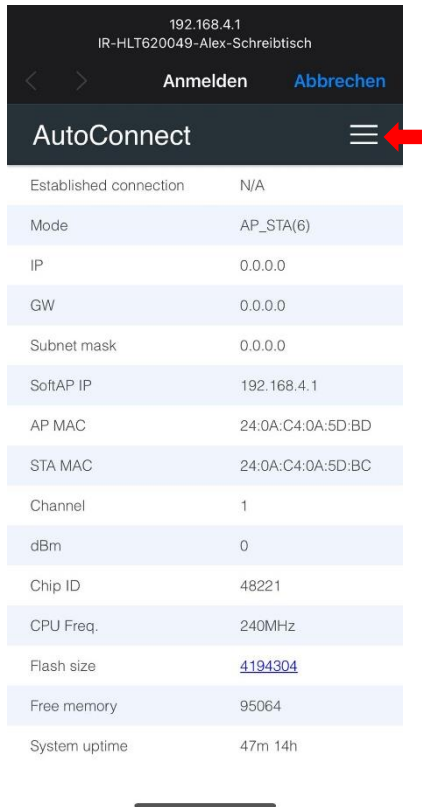 192.168.4.1
IR-HLT620049-Alex-Schreibtisch
Anmelden Abbrechen
AutoConnect
Established connection N/A
Mode AP_STA(6)
IP 0.0.0.0
GW 0.0.0.0
Subnet mask 0.0.0.0
SoftAP IP 192.168.4.1
AP MAC 24:0A:C4:0A:5D:BD
STA MAC 24:0A:C4:0A:5D:BC
Channel 1
dBm 0
Chip ID 48221
CPU Freq. 240MHz
Flash size 4194304
Free memory 95064
System uptime 47m 14h